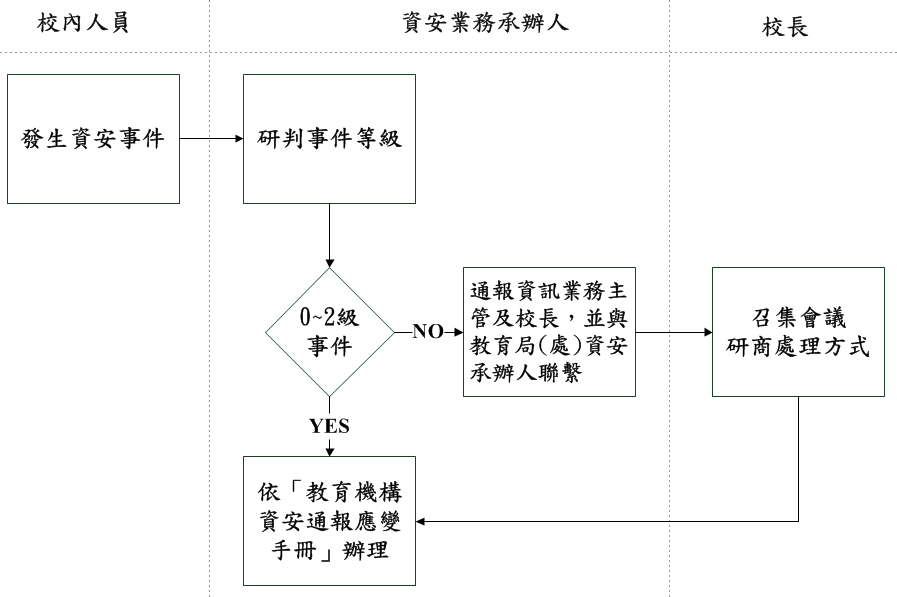 校內人員
資安業務承辦人
校長
發生資安事件
研判事件等級
0~2級
事件
NO
通報資訊業務主
管及校長，並與
教育局(處)資安
承辦人聯繫
召集會議
研商處理方式
YES
依「教育機構
資安通報應變
手冊」辦理